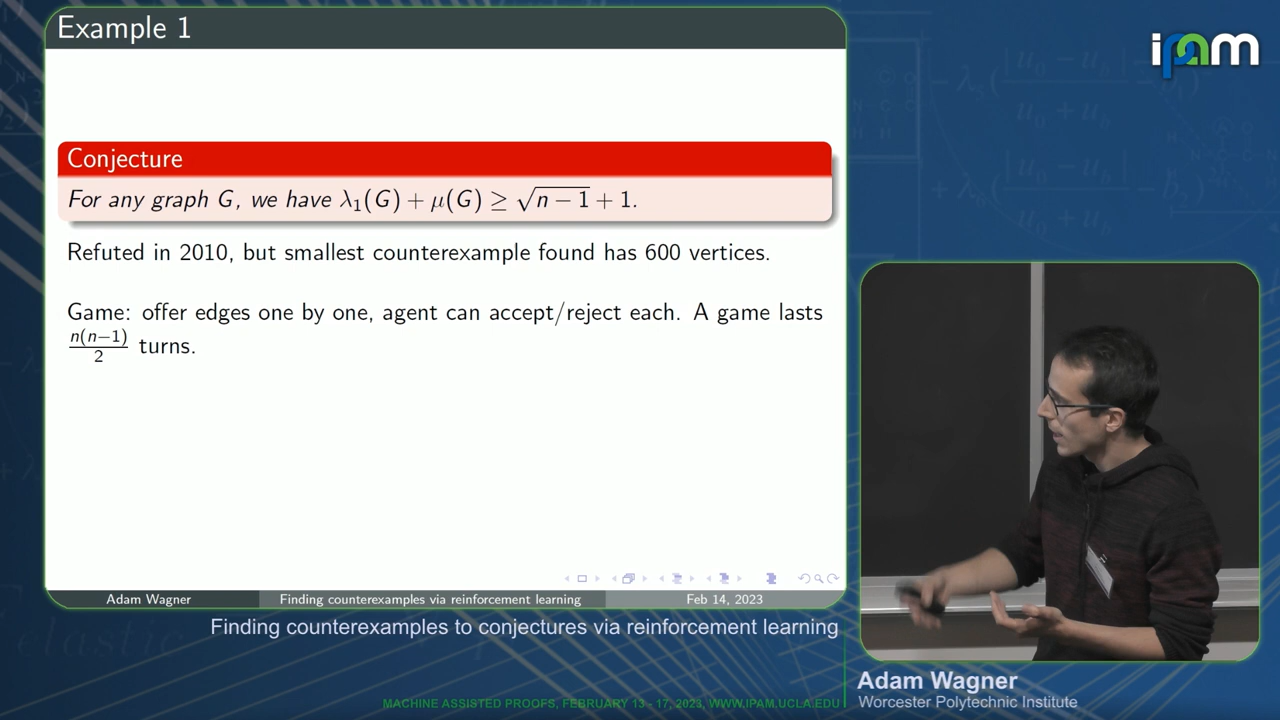 Example 1
ipam
Conjecture
For any graph G, we have λ₁(G) + μ(G) ≥ √(n − 1) + 1.
Refuted in 2010, but smallest counterexample found has 600 vertices.
Game: offer edges one by one, agent can accept/reject each. A game lasts
n(n−1)/2 turns.
Adam Wagner Finding counterexamples via reinforcement learning Feb 14, 2023
Finding counterexamples to conjectures via reinforcement learning
Adam Wagner
Worcester Polytechnic Institute
MACHINE ASSISTED PROOFS, FEBRUARY 13 - 17, 2023, WWW.IPAM.UCLA.EDU